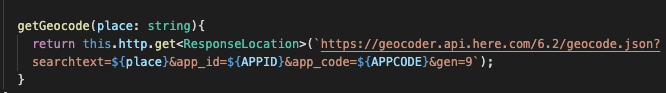 getGeocode(place: string){
return this.http.get<ResponseLocation>(`https://geocoder.api.here.com/6.2/geocode.json?
searchtext=${place}&app_id=${APPID}&app_code=${APPCODE}&gen=9`);
}